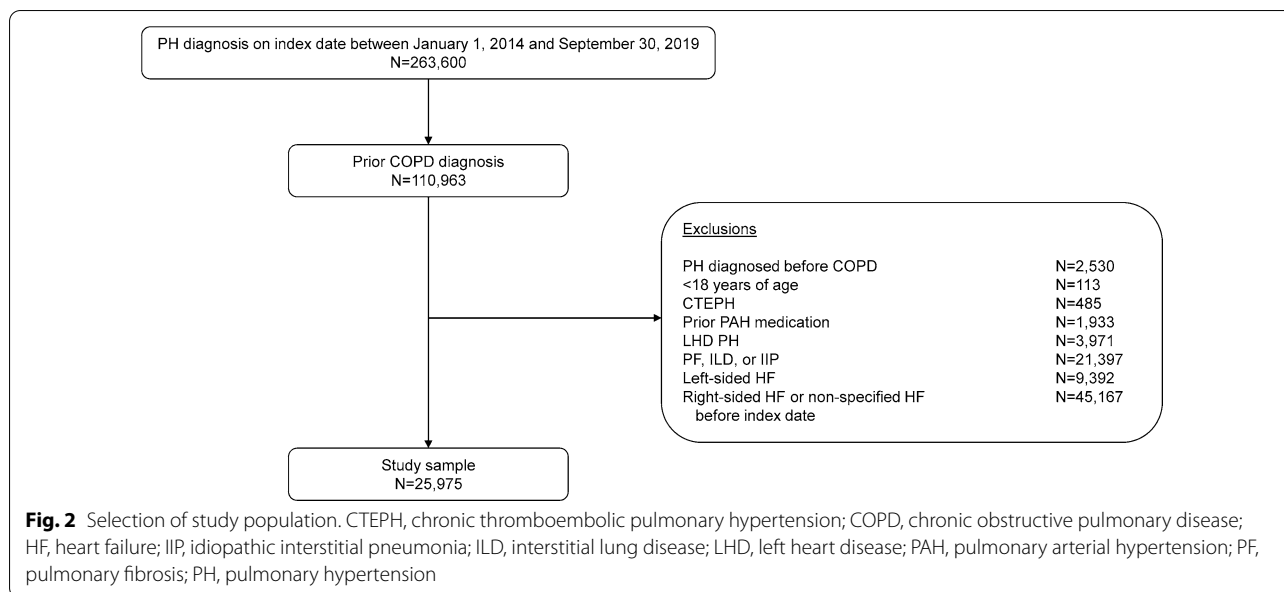 PH diagnosis on index date between January 1, 2014 and September 30, 2019
N=263,600
Prior COPD diagnosis
N=110,963
Exclusions
PH diagnosed before COPD N=2,530
<18 years of age N=113
CTEPH N=485
Prior PAH medication N=1,933
LHD PH N=3,971
PF, ILD, or IIP N=21,397
Left-sided HF N=9,392
Right-sided HF or non-specified HF N=45,167
before index date
Study sample
N=25,975
Fig. 2 Selection of study population. CTEPH, chronic thromboembolic pulmonary hypertension; COPD, chronic obstructive pulmonary disease;
HF, heart failure; IIP, idiopathic interstitial pneumonia; ILD, interstitial lung disease; LHD, left heart disease; PAH, pulmonary arterial hypertension; PF,
pulmonary fibrosis; PH, pulmonary hypertension